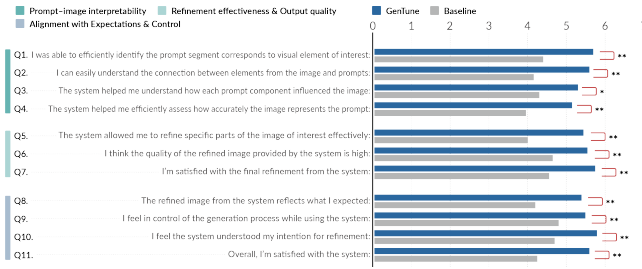 Prompt–image interpretability Refinement effectiveness & Output quality GenTune Baseline
Alignment with Expectations & Control
0 1 2 3 4 5 6
Q1. I was able to efficiently identify the prompt segment corresponds to visual element of interest: **
Q2. I can easily understand the connection between elements from the image and prompts: **
Q3. The system helped me understand how each prompt component influenced the image *
Q4. The system helped me efficiently assess how accurately the image represents the prompt: **
Q5. The system allowed me to refine specific parts of the image of interest effectively: **
Q6. I think the quality of the refined image provided by the system is high: **
Q7. I'm satisfied with the final refinement from the system: **
Q8. The refined image from the system reflects what I expected: **
Q9. I feel in control of the generation process while using the system: **
Q10. I feel the system understood my intention for refinement: **
Q11. Overall, I'm satisfied with the system: **